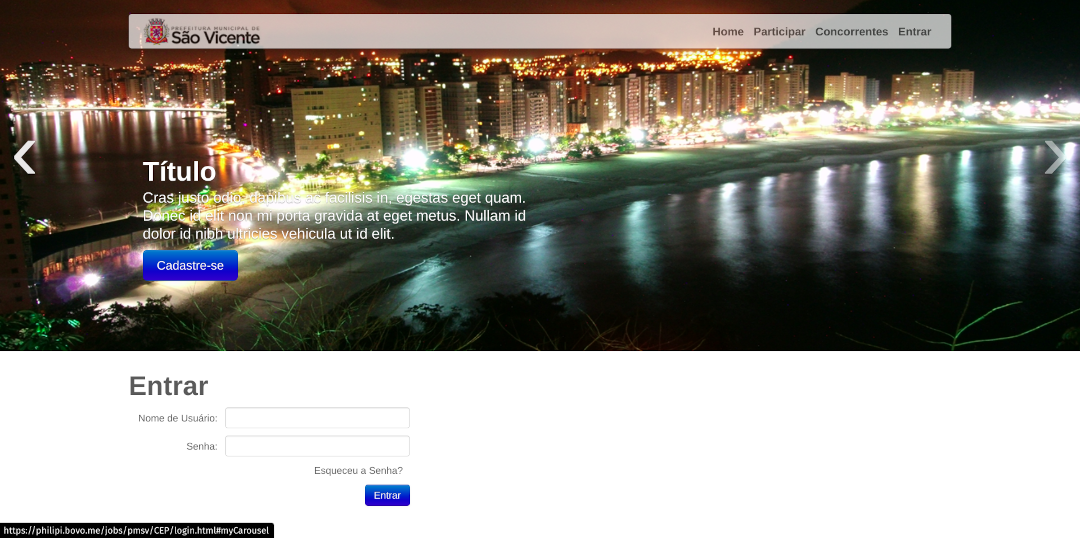 PREFEITURA MUNICIPAL DE
São Vicente
Home Participar Concorrentes Entrar
Título
Cras justo odio, dapibus ac facilisis in, egestas eget quam.
Donec id elit non mi porta gravida at eget metus. Nullam id
dolor id nibh ultricies vehicula ut id elit.
Cadastre-se
Entrar
Nome de Usuário:
Senha:
Esqueceu a Senha?
Entrar
https://philipi.bovo.me/jobs/pmsv/CEP/login.html#myCarousel